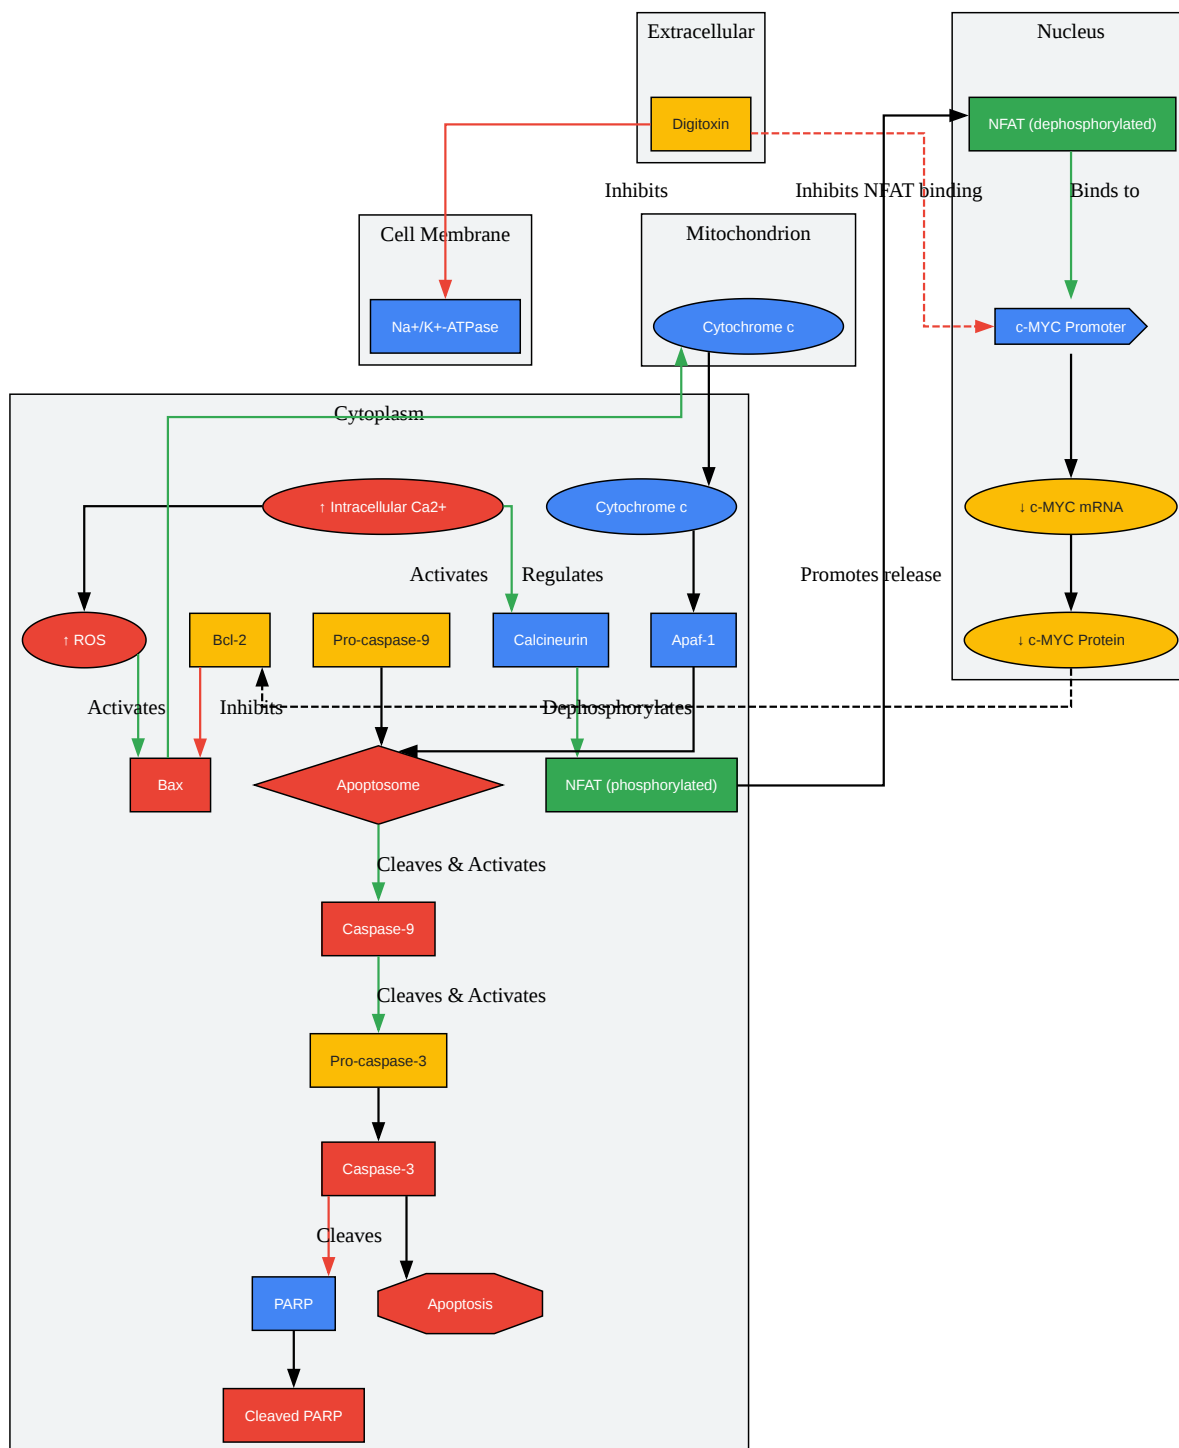 Extracellular
Nucleus
Digitoxin
NFAT (dephosphorylated)
Inhibits
Inhibits NFAT binding
Binds to
Cell Membrane
Mitochondrion
Na+/K+-ATPase
Cytochrome c
c-MYC Promoter
Cytoplasm
↑ Intracellular Ca2+
Cytochrome c
↓ c-MYC mRNA
Activates
Regulates
Promotes release
↑ ROS
Bcl-2
Pro-caspase-9
Calcineurin
Apaf-1
↓ c-MYC Protein
Activates
Inhibits
Dephosphorylates
Bax
Apoptosome
NFAT (phosphorylated)
Cleaves & Activates
Caspase-9
Cleaves & Activates
Pro-caspase-3
Caspase-3
Cleaves
PARP
Apoptosis
Cleaved PARP